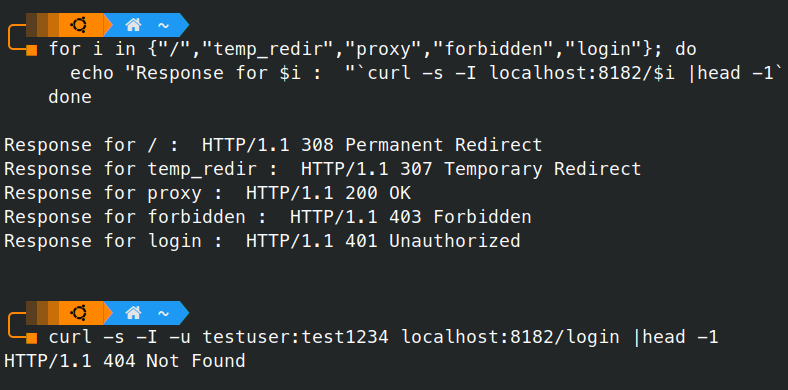 ~
for i in {"/","temp_redir","proxy","forbidden","login"}; do
echo "Response for $i :  "`curl -s -I localhost:8182/$i |head -1`
done
Response for / :  HTTP/1.1 308 Permanent Redirect
Response for temp_redir :  HTTP/1.1 307 Temporary Redirect
Response for proxy :  HTTP/1.1 200 OK
Response for forbidden :  HTTP/1.1 403 Forbidden
Response for login :  HTTP/1.1 401 Unauthorized
~
curl -s -I -u testuser:test1234 localhost:8182/login |head -1
HTTP/1.1 404 Not Found